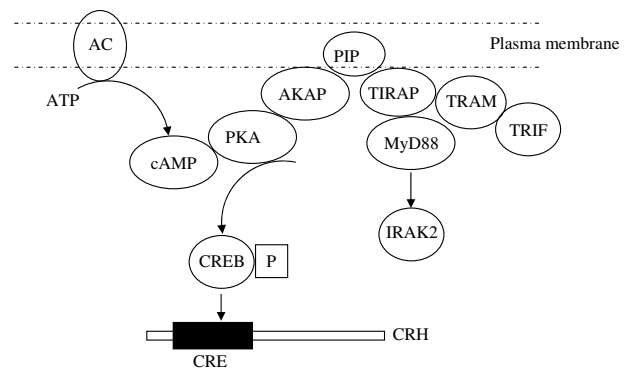 AC
Plasma membrane
PIP
ATP
AKAP
TIRAP
TRAM
TRIF
PKA
MyD88
cAMP
IRAK2
CREB
P
CRH
CRE